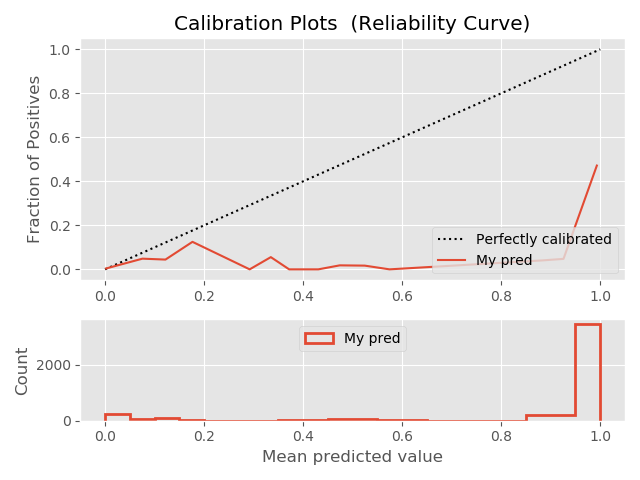 Calibration Plots (Reliability Curve)
Fraction of Positives
1.0
0.8
0.6
0.4
0.2
0.0
Perfectly calibrated
My pred
0.0 0.2 0.4 0.6 0.8 1.0
Count
2000
0
My pred
0.0 0.2 0.4 0.6 0.8 1.0
Mean predicted value